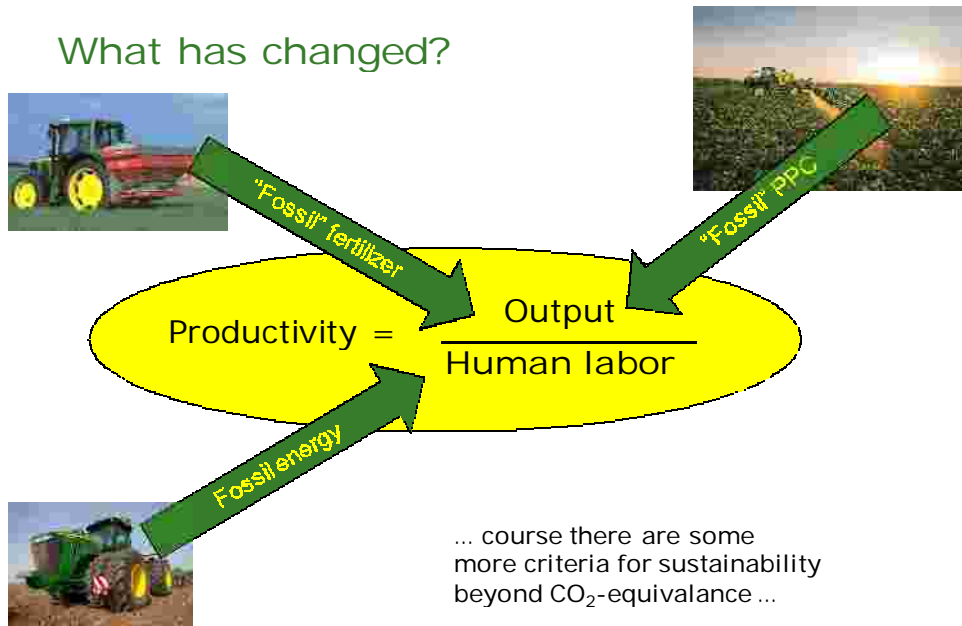 What has changed?
"Fossil" fertilizer
"Fossil" PPC
Productivity =
Output
Human labor
Fossil energy
... course there are some
more criteria for sustainability
beyond CO₂-equivalance ...